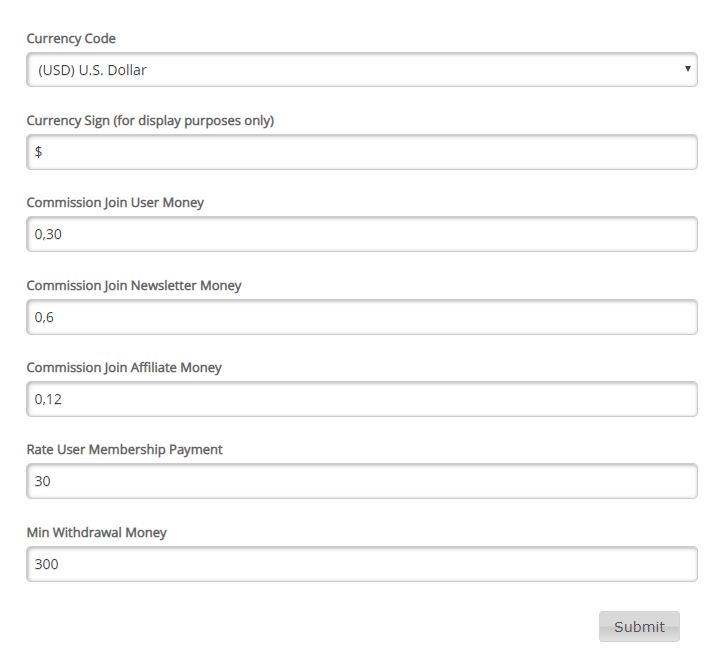 Currency Code
(USD) U.S. Dollar
Currency Sign (for display purposes only)
$
Commission Join User Money
0,30
Commission Join Newsletter Money
0,6
Commission Join Affiliate Money
0,12
Rate User Membership Payment
30
Min Withdrawal Money
300
Submit